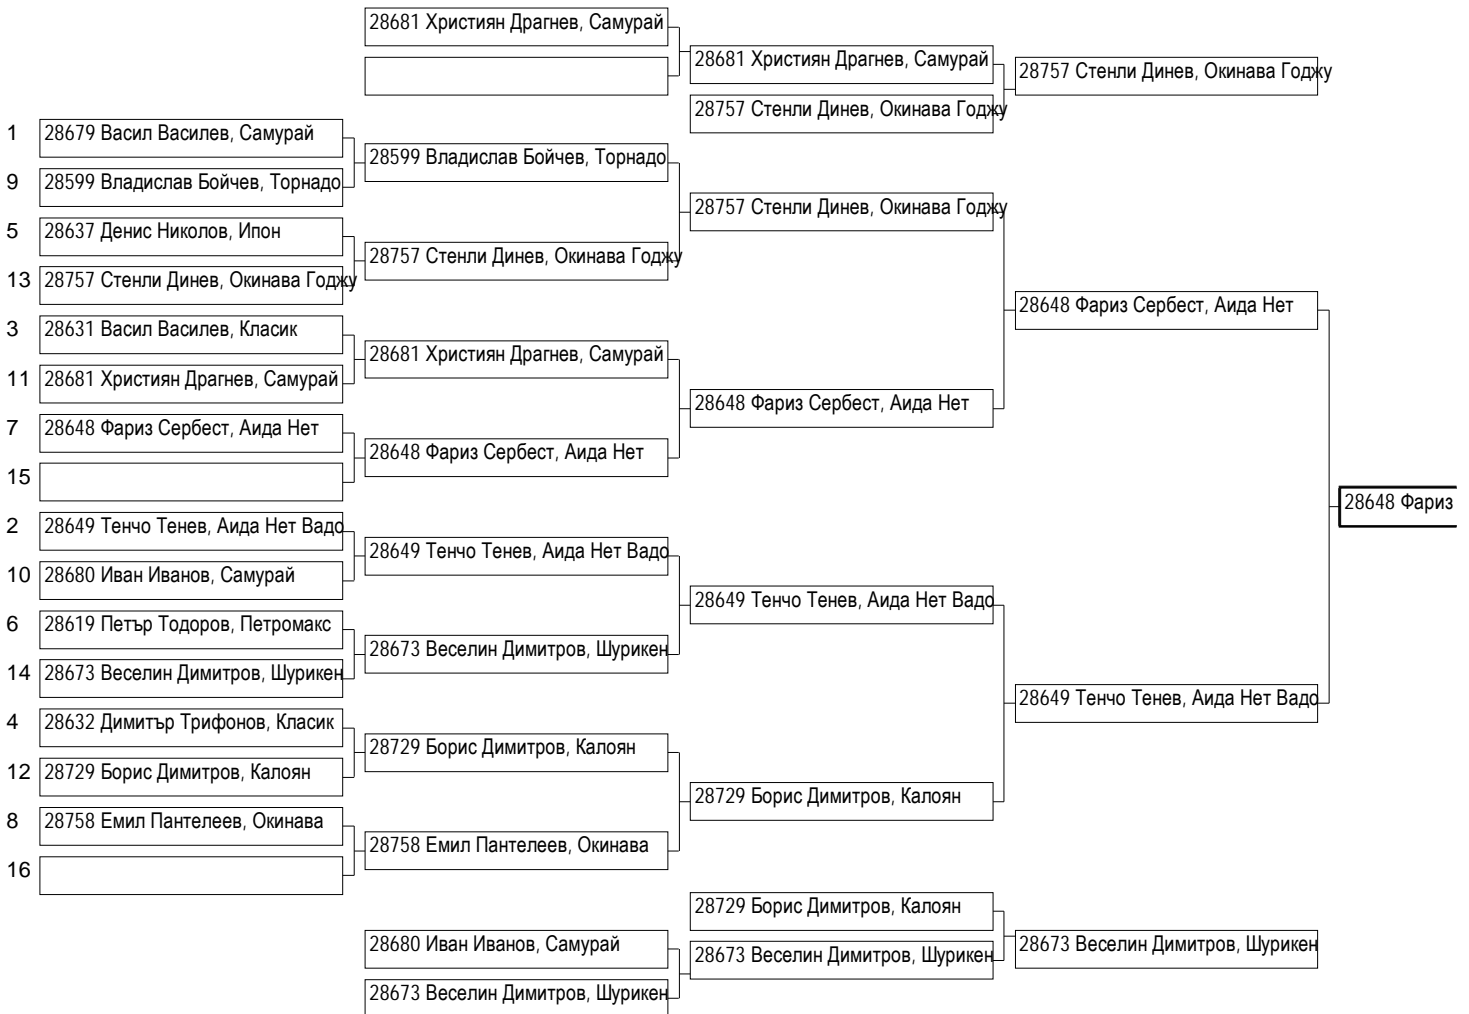 28681 Християн Драгнев, Самурай
28681 Християн Драгнев, Самурай
28757 Стенли Динев, Окинава Годжу
28757 Стенли Динев, Окинава Годжу
1 28679 Васил Василев, Самурай
28599 Владислав Бойчев, Торнадо
9 28599 Владислав Бойчев, Торнадо
28757 Стенли Динев, Окинава Годжу
5 28637 Денис Николов, Ипон
28757 Стенли Динев, Окинава Годжу
13 28757 Стенли Динев, Окинава Годжу
28648 Фариз Сербест, Аида Нет
3 28631 Васил Василев, Класик
28681 Християн Драгнев, Самурай
11 28681 Християн Драгнев, Самурай
28648 Фариз Сербест, Аида Нет
7 28648 Фариз Сербест, Аида Нет
28648 Фариз Сербест, Аида Нет
15
28648 Фариз
2 28649 Тенчо Тенев, Аида Нет Вадо
28649 Тенчо Тенев, Аида Нет Вадо
10 28680 Иван Иванов, Самурай
28649 Тенчо Тенев, Аида Нет Вадо
6 28619 Петър Тодоров, Петромакс
28673 Веселин Димитров, Шурикен
14 28673 Веселин Димитров, Шурикен
28649 Тенчо Тенев, Аида Нет Вадо
4 28632 Димитър Трифонов, Класик
28729 Борис Димитров, Калоян
12 28729 Борис Димитров, Калоян
28729 Борис Димитров, Калоян
8 28758 Емил Пантелеев, Окинава
28758 Емил Пантелеев, Окинава
16
28729 Борис Димитров, Калоян
28680 Иван Иванов, Самурай
28673 Веселин Димитров, Шурикен
28673 Веселин Димитров, Шурикен
28673 Веселин Димитров, Шурикен